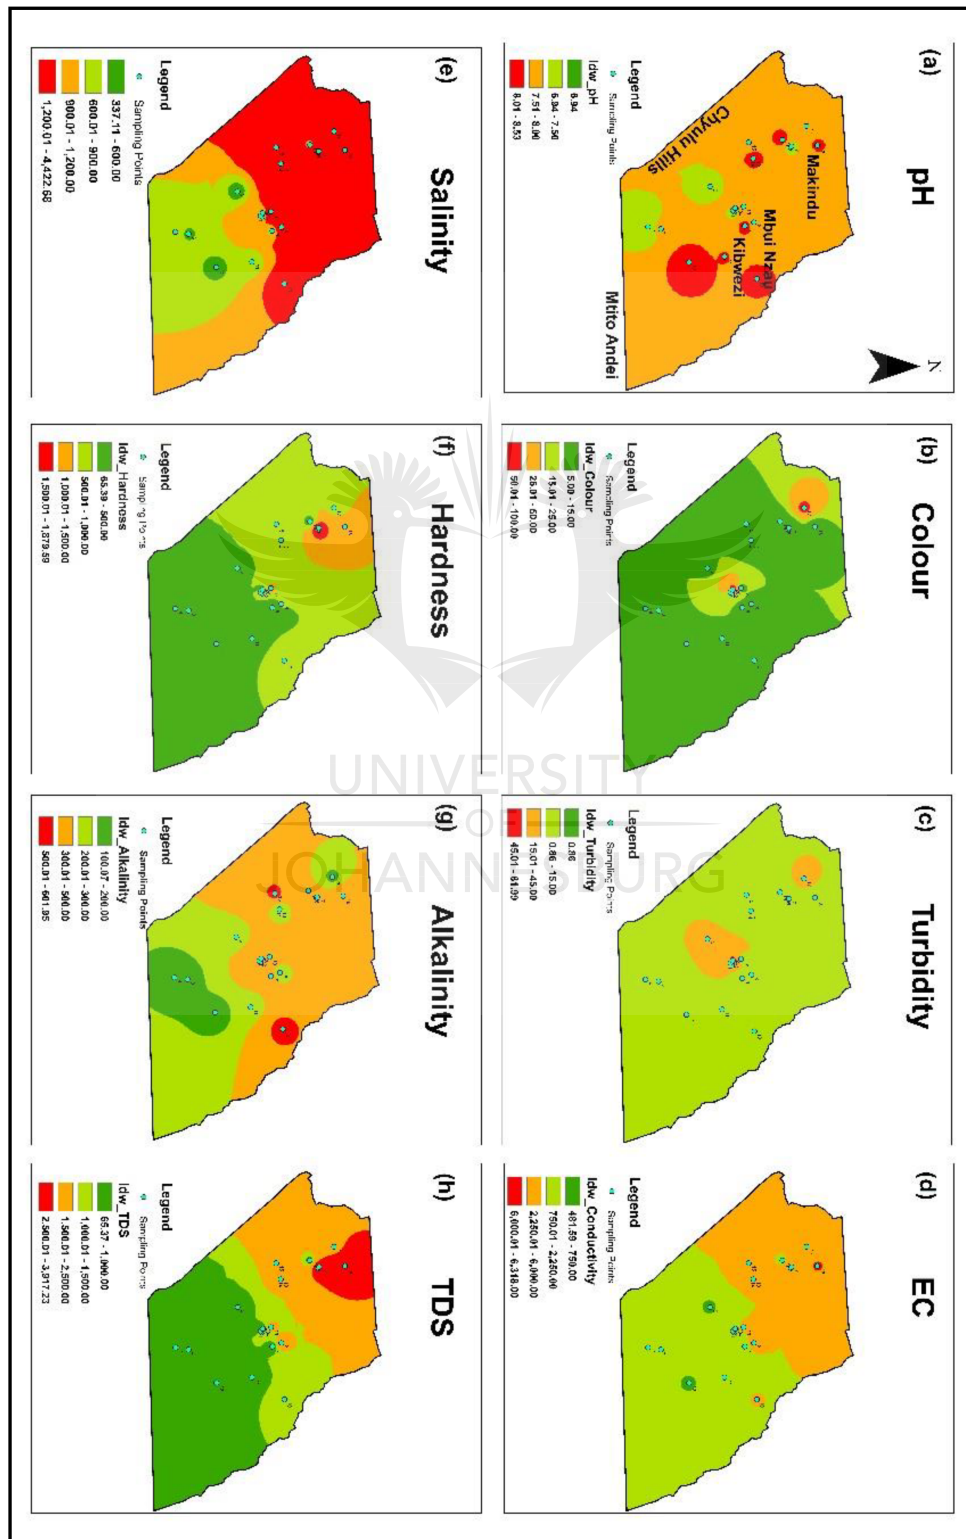 (a)
pH
N
Makindu
Mbui Nzau
Kibwezi
Chyulu Hills
Mtito Andei
Legend
Sampling Points
Idw_pH
6.94
6.94 - 7.50
7.51 - 8.00
8.01 - 8.53
(b)
Colour
Legend
Sampling Points
Idw_Colour
5.00 - 15.00
15.01 - 25.00
25.01 - 50.00
50.01 - 100.00
(c)
Turbidity
Legend
Sampling Points
Idw_Turbidity
0.86
0.86 - 15.00
15.01 - 45.00
45.01 - 61.99
(d)
EC
Legend
Sampling Points
Idw_Conductivity
481.59 - 750.00
750.01 - 2,250.00
2,250.01 - 6,000.00
6,000.01 - 6,318.00
(e)
Salinity
Legend
Sampling Points
337.11 - 600.00
600.01 - 900.00
900.01 - 1,200.00
1,200.01 - 4,422.68
(f)
Hardness
Legend
Sampling Points
Idw_Hardness
65.39 - 500.00
500.01 - 1,000.00
1,000.01 - 1,500.00
1,500.01 - 1,879.59
(g)
Alkalinity
Legend
Sampling Points
Idw_Alkalinity
100.07 - 200.00
200.01 - 300.00
300.01 - 500.00
500.01 - 601.95
(h)
TDS
Legend
Sampling Points
Idw_TDS
65.37 - 1,000.00
1,000.01 - 1,500.00
1,500.01 - 2,500.00
2,500.01 - 3,917.23
UNIVERSITY
OF
JOHANNESBURG